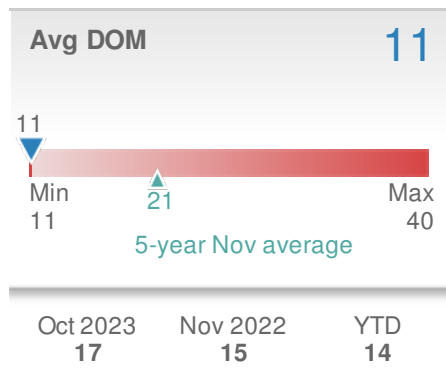 Avg DOM 11
11
Min 21 Max
11 40
5-year Nov average
Oct 2023 Nov 2022 YTD
17 15 14